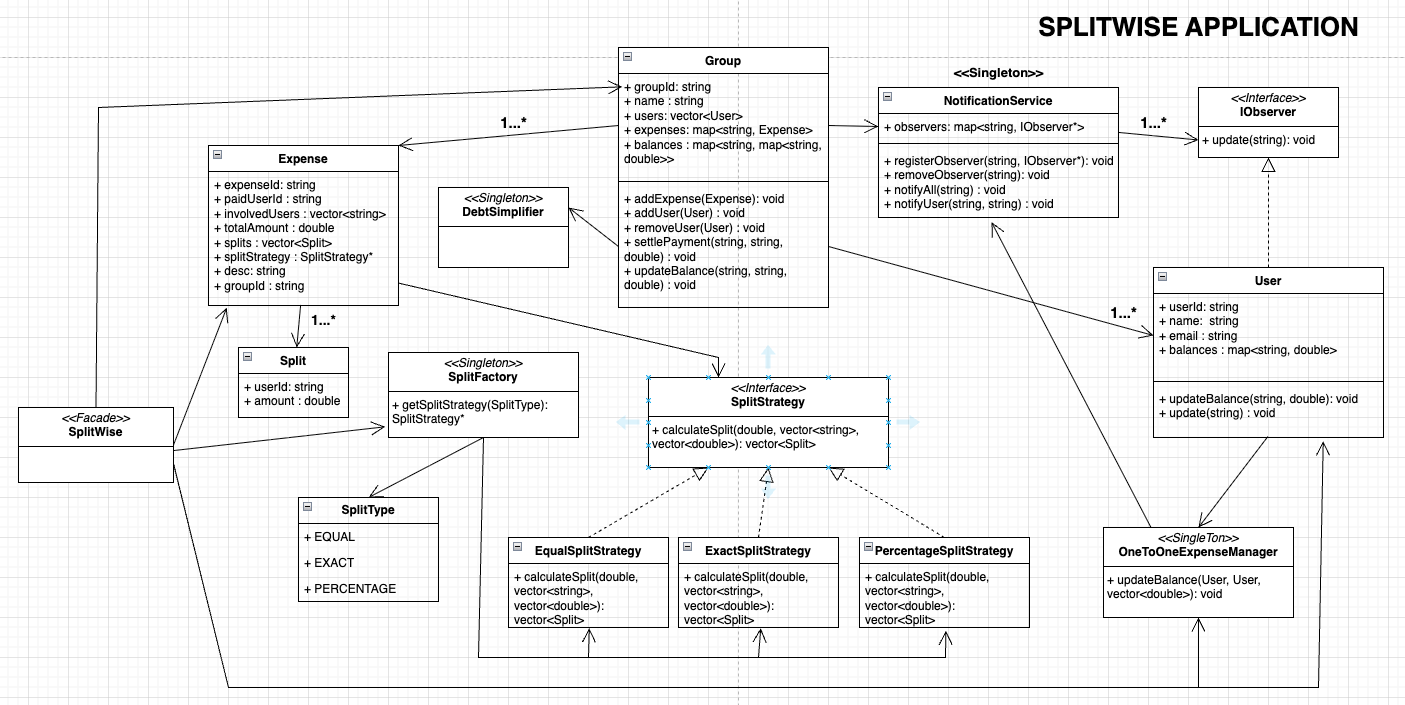 SPLITWISE APPLICATION
Group
+ groupId: string
+ name : string
+ users: vector<User>
+ expenses: map<string, Expense>
+ balances : map<string, map<string,
double>>
+ addExpense(Expense): void
+ addUser(User) : void
+ removeUser(User) : void
+ settlePayment(string, string,
double) : void
+ updateBalance(string, string,
double) : void
<<Singleton>>
NotificationService
+ observers: map<string, IObserver*>
+ registerObserver(string, IObserver*): void
+ removeObserver(string): void
+ notifyAll(string) : void
+ notifyUser(string, string) : void
1...*
<<Interface>>
IObserver
+ update(string): void
1...*
Expense
+ expenseId: string
+ paidUserId : string
+ involvedUsers : vector<string>
+ totalAmount : double
+ splits : vector<Split>
+ splitStrategy : SplitStrategy*
+ desc: string
+ groupId : string
<<Singleton>>
DebtSimplifier
User
+ userId: string
+ name:  string
+ email : string
+ balances : map<string, double>
+ updateBalance(string, double): void
+ update(string) : void
1...*
1...*
Split
+ userId: string
+ amount : double
<<Singleton>>
SplitFactory
+ getSplitStrategy(SplitType):
SplitStrategy*
<<Interface>>
SplitStrategy
+ calculateSplit(double, vector<string>,
vector<double>): vector<Split>
<<Facade>>
SplitWise
SplitType
+ EQUAL
+ EXACT
+ PERCENTAGE
EqualSplitStrategy
+ calculateSplit(double,
vector<string>,
vector<double>):
vector<Split>
ExactSplitStrategy
+ calculateSplit(double,
vector<string>,
vector<double>):
vector<Split>
PercentageSplitStrategy
+ calculateSplit(double,
vector<string>,
vector<double>):
vector<Split>
<<SingleTon>>
OneToOneExpenseManager
+ updateBalance(User, User,
vector<double>): void